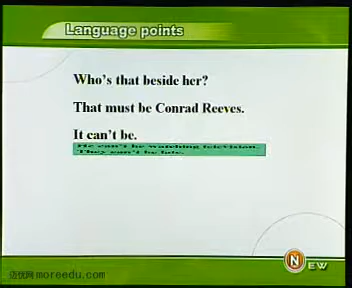 Language points
Who's that beside her?
That must be Conrad Reeves.
It can't be.
He can't be watching television.
They can't be late.
NEW
moreedu.com